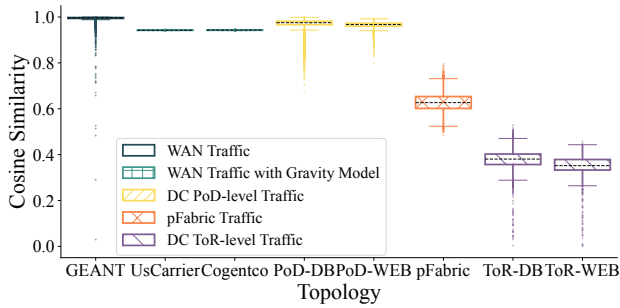 Cosine Similarity
1.0
0.8
0.6
0.4
0.2
0.0
WAN Traffic
WAN Traffic with Gravity Model
DC PoD-level Traffic
pFabric Traffic
DC ToR-level Traffic
GEANT UsCarrier Cogentco PoD-DB PoD-WEB pFabric ToR-DB ToR-WEB
Topology